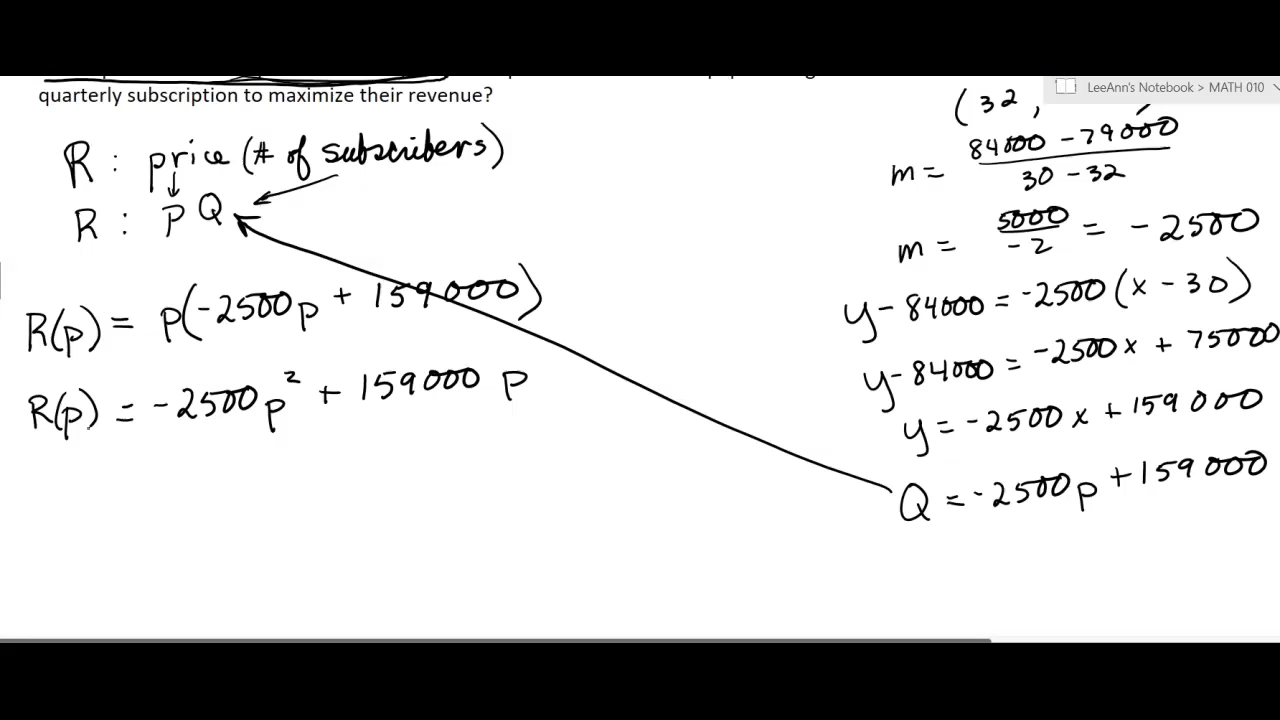 quarterly subscription to maximize their revenue?
LeeAnn's Notebook > MATH 010
R : price (# of subscribers)
R : P Q
R(p) = p(-2500p + 159000)
R(p) = -2500p² + 159000 p
(32,
m = 84000 - 79000 / 30 - 32
m = 5000 / -2 = -2500
y - 84000 = -2500 (x - 30)
y - 84000 = -2500x + 75000
y = -2500x + 159000
Q = -2500p + 159000